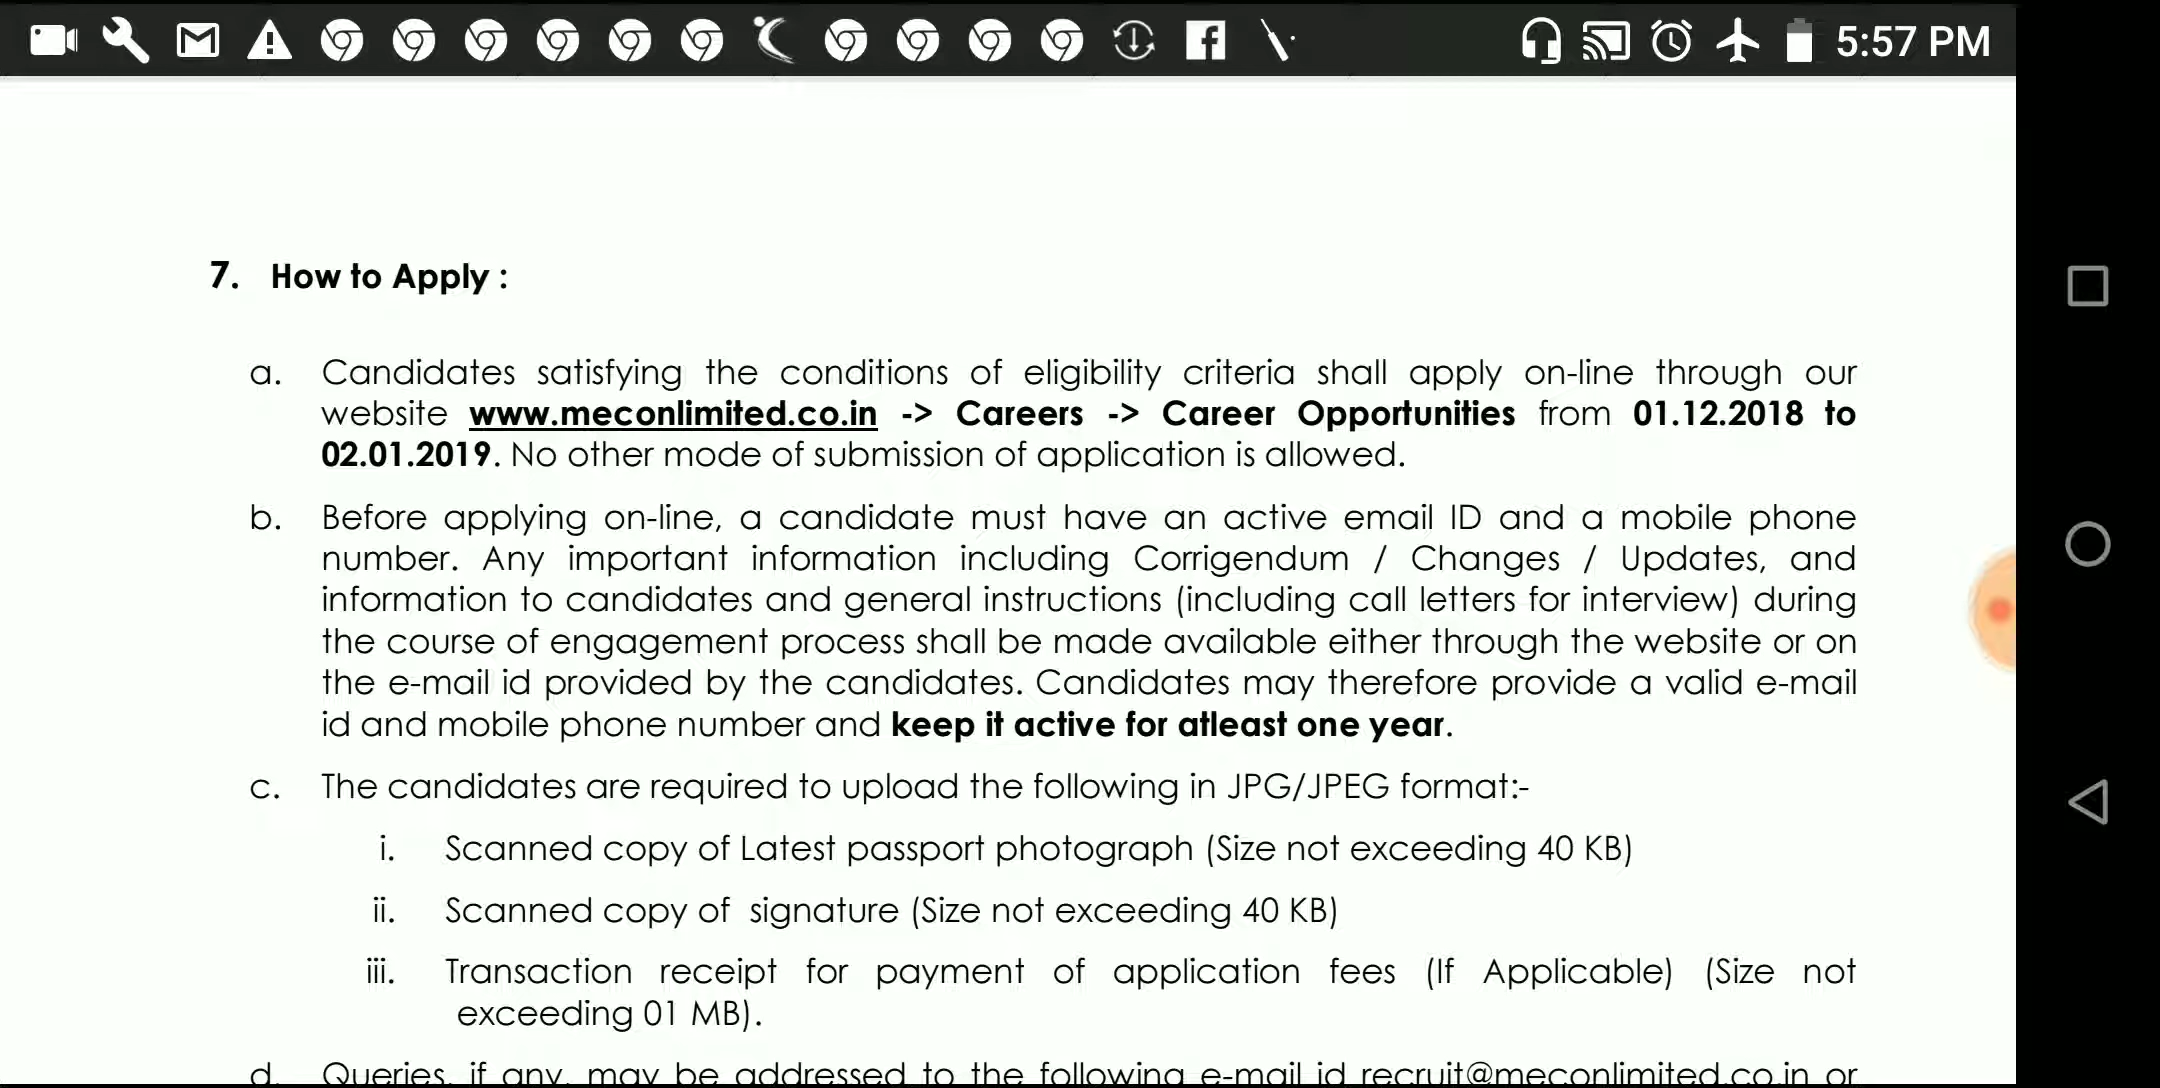 5:57 PM
7. How to Apply :
a. Candidates satisfying the conditions of eligibility criteria shall apply on-line through our
website www.meconlimited.co.in -> Careers -> Career Opportunities from 01.12.2018 to
02.01.2019. No other mode of submission of application is allowed.
b. Before applying on-line, a candidate must have an active email ID and a mobile phone
number. Any important information including Corrigendum / Changes / Updates, and
information to candidates and general instructions (including call letters for interview) during
the course of engagement process shall be made available either through the website or on
the e-mail id provided by the candidates. Candidates may therefore provide a valid e-mail
id and mobile phone number and keep it active for atleast one year.
c. The candidates are required to upload the following in JPG/JPEG format:-
i. Scanned copy of Latest passport photograph (Size not exceeding 40 KB)
ii. Scanned copy of signature (Size not exceeding 40 KB)
iii. Transaction receipt for payment of application fees (If Applicable) (Size not
exceeding 01 MB).
d. Queries, if any, may be addressed to the following e-mail id recruit@meconlimited.co.in or